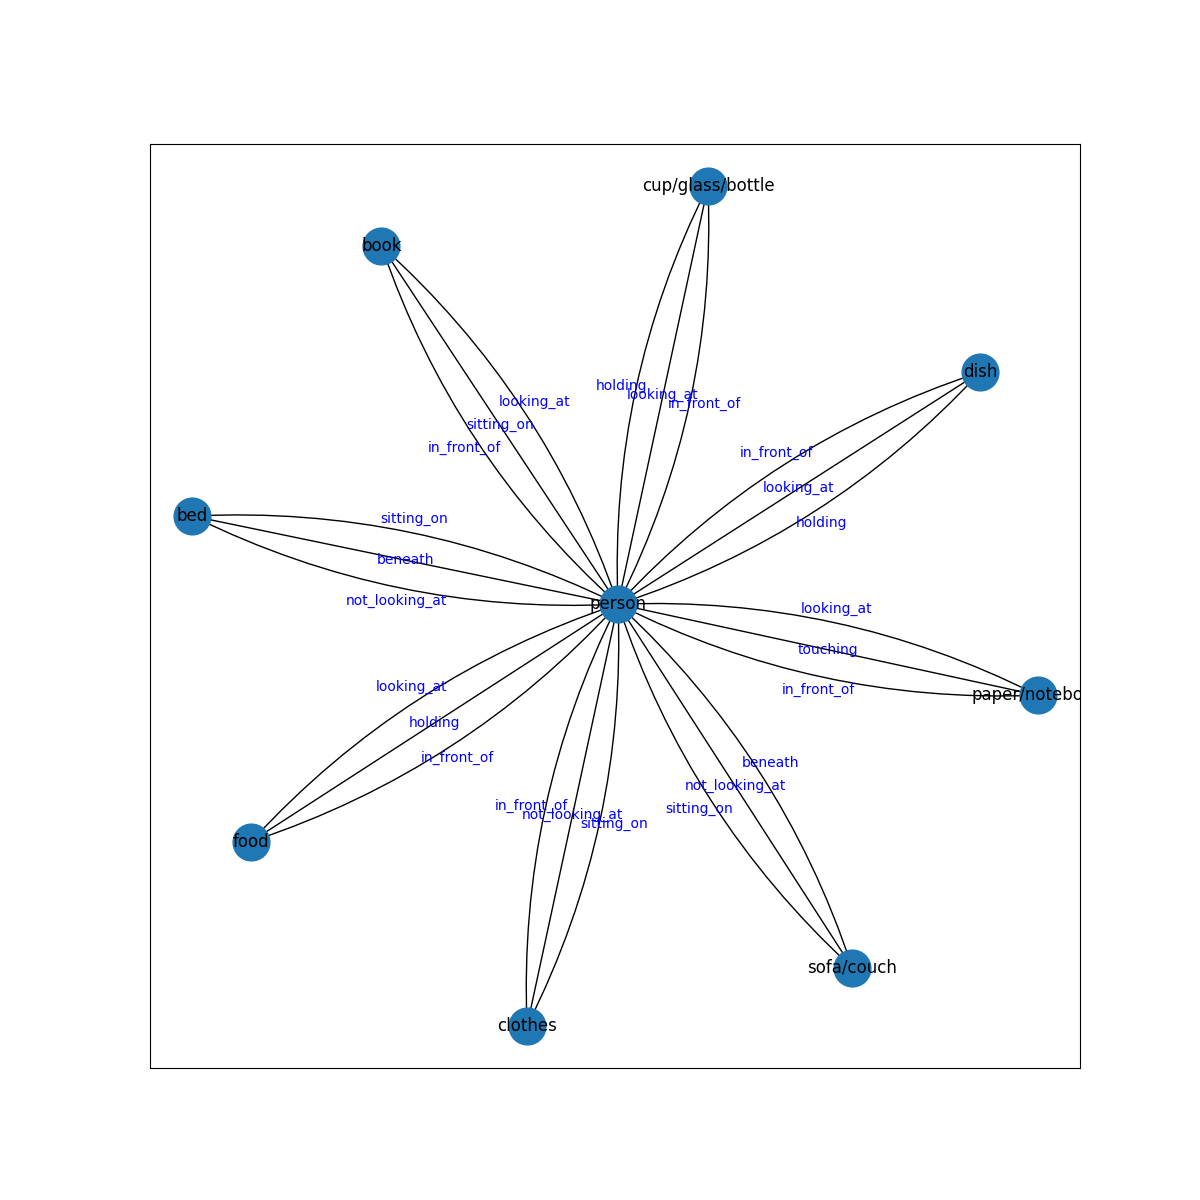 cup/glass/bottle
book
dish
holding
looking_at
in_front_of
looking_at
sitting_on
in_front_of
in_front_of
looking_at
holding
bed
sitting_on
beneath
not_looking_at
person
looking_at
touching
in_front_of
paper/notebo
looking_at
holding
in_front_of
beneath
not_looking_at
sitting_on
in_front_of
not_looking_at
sitting_on
food
sofa/couch
clothes